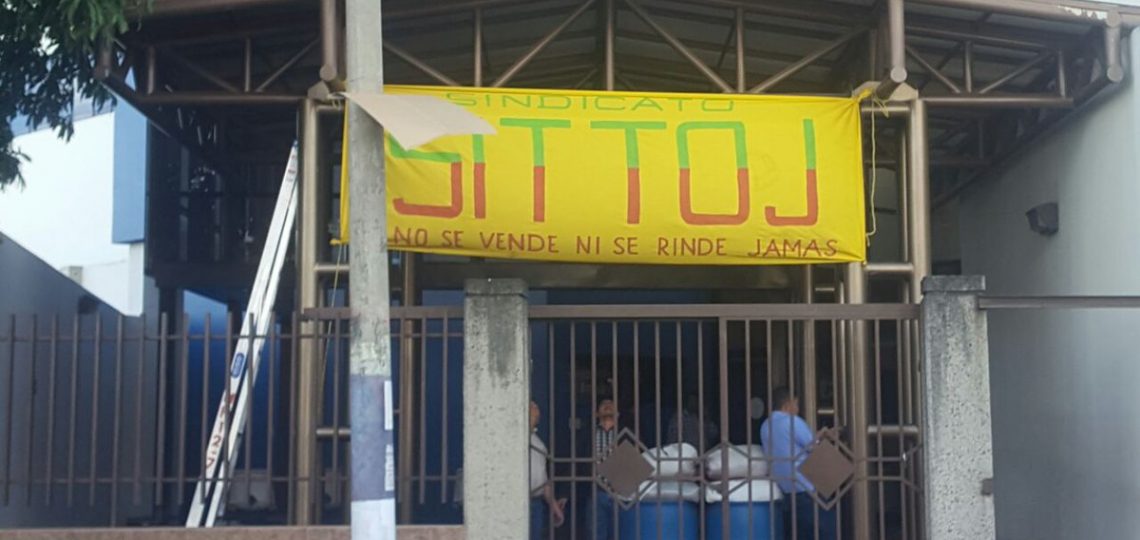 SINDICATO
SITTOJ
NO SE VENDE NI SE RINDE JAMAS